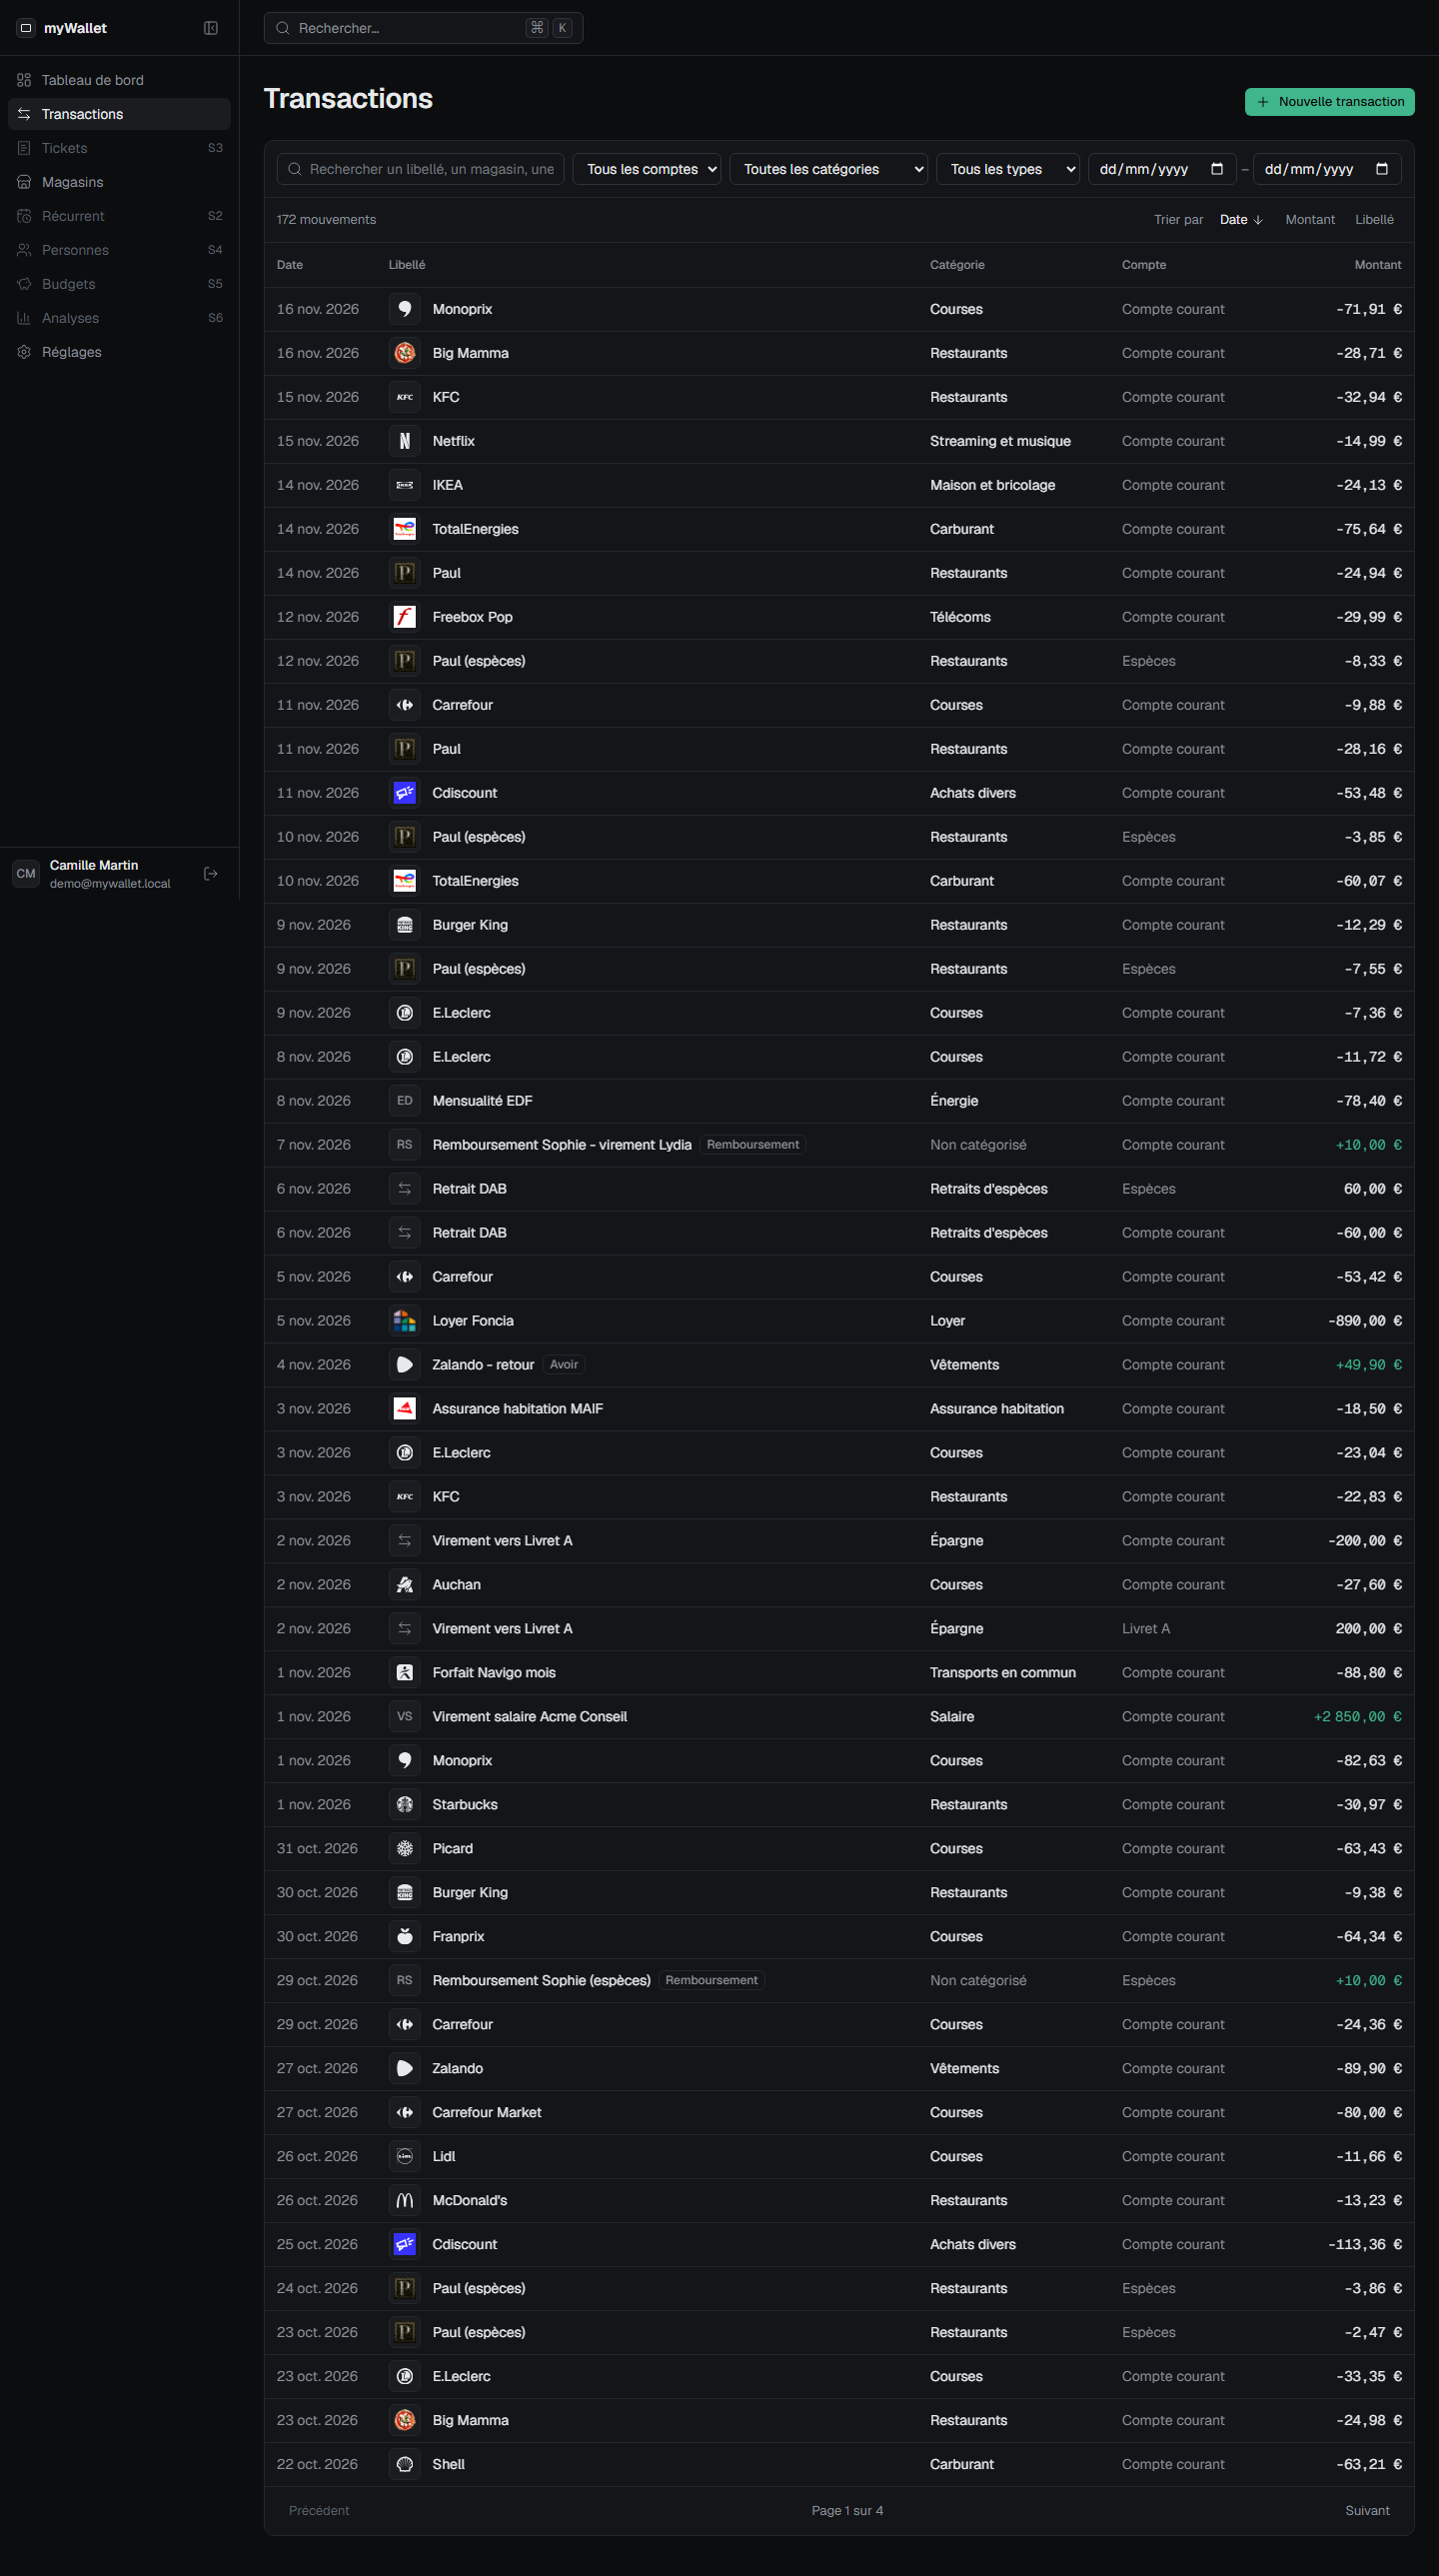 myWallet
Rechercher... ⌘ K
Tableau de bord
Transactions
Tickets S3
Magasins
Récurrent S2
Personnes S4
Budgets S5
Analyses S6
Réglages
Camille Martin
CM
demo@mywallet.local
Transactions
+ Nouvelle transaction
Rechercher un libellé, un magasin, une Tous les comptes Toutes les catégories Tous les types dd/mm/yyyy – dd/mm/yyyy
172 mouvements Trier par Date ↓ Montant Libellé
Date Libellé Catégorie Compte Montant
16 nov. 2026 Monoprix Courses Compte courant -71,91 €
16 nov. 2026 Big Mamma Restaurants Compte courant -28,71 €
15 nov. 2026 KFC KFC Restaurants Compte courant -32,94 €
15 nov. 2026 N Netflix Streaming et musique Compte courant -14,99 €
14 nov. 2026 IKEA IKEA Maison et bricolage Compte courant -24,13 €
14 nov. 2026 TotalEnergies Carburant Compte courant -75,64 €
14 nov. 2026 P Paul Restaurants Compte courant -24,94 €
12 nov. 2026 f Freebox Pop Télécoms Compte courant -29,99 €
12 nov. 2026 P Paul (espèces) Restaurants Espèces -8,33 €
11 nov. 2026 Carrefour Courses Compte courant -9,88 €
11 nov. 2026 P Paul Restaurants Compte courant -28,16 €
11 nov. 2026 Cdiscount Achats divers Compte courant -53,48 €
10 nov. 2026 P Paul (espèces) Restaurants Espèces -3,85 €
10 nov. 2026 TotalEnergies Carburant Compte courant -60,07 €
9 nov. 2026 BURGER KING Burger King Restaurants Compte courant -12,29 €
9 nov. 2026 P Paul (espèces) Restaurants Espèces -7,55 €
9 nov. 2026 L E.Leclerc Courses Compte courant -7,36 €
8 nov. 2026 L E.Leclerc Courses Compte courant -11,72 €
8 nov. 2026 ED Mensualité EDF Énergie Compte courant -78,40 €
7 nov. 2026 RS Remboursement Sophie - virement Lydia Remboursement Non catégorisé Compte courant +10,00 €
6 nov. 2026 Retrait DAB Retraits d'espèces Espèces 60,00 €
6 nov. 2026 Retrait DAB Retraits d'espèces Compte courant -60,00 €
5 nov. 2026 Carrefour Courses Compte courant -53,42 €
5 nov. 2026 Loyer Foncia Loyer Compte courant -890,00 €
4 nov. 2026 Zalando - retour Avoir Vêtements Compte courant +49,90 €
3 nov. 2026 Assurance habitation MAIF Assurance habitation Compte courant -18,50 €
3 nov. 2026 L E.Leclerc Courses Compte courant -23,04 €
3 nov. 2026 KFC KFC Restaurants Compte courant -22,83 €
2 nov. 2026 Virement vers Livret A Épargne Compte courant -200,00 €
2 nov. 2026 Auchan Courses Compte courant -27,60 €
2 nov. 2026 Virement vers Livret A Épargne Livret A 200,00 €
1 nov. 2026 Forfait Navigo mois Transports en commun Compte courant -88,80 €
1 nov. 2026 VS Virement salaire Acme Conseil Salaire Compte courant +2 850,00 €
1 nov. 2026 Monoprix Courses Compte courant -82,63 €
1 nov. 2026 Starbucks Restaurants Compte courant -30,97 €
31 oct. 2026 Picard Courses Compte courant -63,43 €
30 oct. 2026 BURGER KING Burger King Restaurants Compte courant -9,38 €
30 oct. 2026 Franprix Courses Compte courant -64,34 €
29 oct. 2026 RS Remboursement Sophie (espèces) Remboursement Non catégorisé Espèces +10,00 €
29 oct. 2026 Carrefour Courses Compte courant -24,36 €
27 oct. 2026 Zalando Vêtements Compte courant -89,90 €
27 oct. 2026 Carrefour Market Courses Compte courant -80,00 €
26 oct. 2026 Lidl Courses Compte courant -11,66 €
26 oct. 2026 McDonald's Restaurants Compte courant -13,23 €
25 oct. 2026 Cdiscount Achats divers Compte courant -113,36 €
24 oct. 2026 P Paul (espèces) Restaurants Espèces -3,86 €
23 oct. 2026 P Paul (espèces) Restaurants Espèces -2,47 €
23 oct. 2026 L E.Leclerc Courses Compte courant -33,35 €
23 oct. 2026 Big Mamma Restaurants Compte courant -24,98 €
22 oct. 2026 Shell Carburant Compte courant -63,21 €
Précédent Page 1 sur 4 Suivant